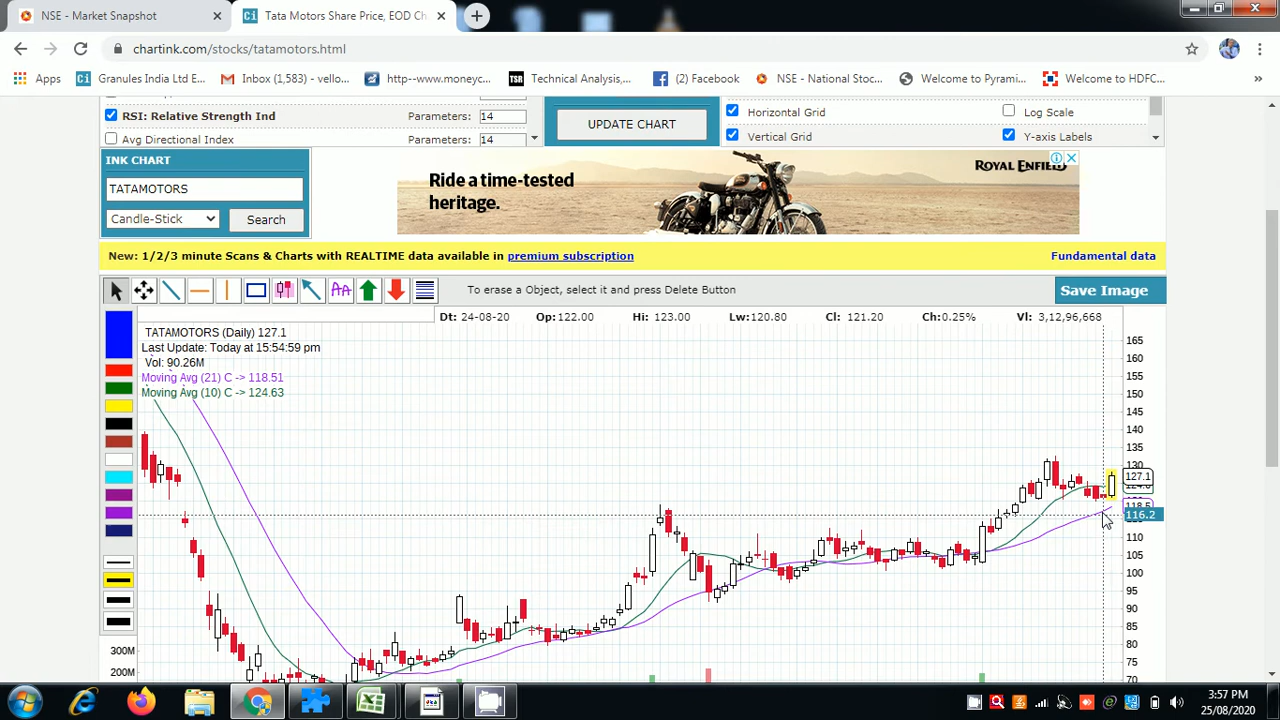 NSE - Market Snapshot
Tata Motors Share Price, EOD Ch
chartink.com/stocks/tatamotors.html
Apps
Granules India Ltd E...
Inbox (1,583) - vello...
http--www.moneyc...
TSR
Technical Analysis,...
(2) Facebook
NSE - National Stoc...
Welcome to Pyrami...
Welcome to HDFC...
RSI: Relative Strength Ind Parameters: 14
Avg Directional Index Parameters: 14
UPDATE CHART
Horizontal Grid Log Scale
Vertical Grid Y-axis Labels
INK CHART
TATAMOTORS
Candle-Stick Search
Ride a time-tested
heritage.
ROYAL ENFIELD
New: 1/2/3 minute Scans & Charts with REALTIME data available in premium subscription Fundamental data
To erase a Object, select it and press Delete Button
Save Image
Dt: 24-08-20 Op:122.00 Hi: 123.00 Lw:120.80 Cl: 121.20 Ch:0.25% Vl: 3,12,96,668
TATAMOTORS (Daily) 127.1
Last Update: Today at 15:54:59 pm
Vol: 90.26M
Moving Avg (21) C -> 118.51
Moving Avg (10) C -> 124.63
165
160
155
150
145
140
135
130
127.1
116.2
110
105
100
95
90
85
80
75
70
300M
200M
3:57 PM
25/08/2020